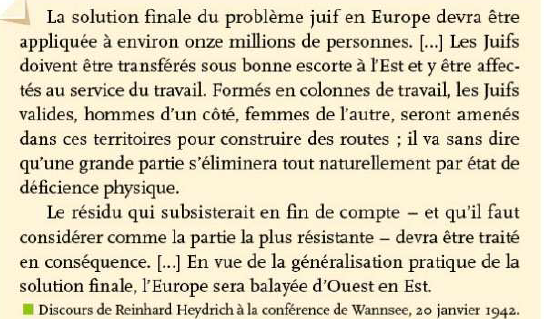 La solution finale du problème juif en Europe devra être
appliquée à environ onze millions de personnes. [...] Les Juifs
doivent être transférés sous bonne escorte à l'Est et y être affec-
tés au service du travail. Formés en colonnes de travail, les Juifs
valides, hommes d'un côté, femmes de l'autre, seront amenés
dans ces territoires pour construire des routes ; il va sans dire
qu'une grande partie s'éliminera tout naturellement par état de
déficience physique.
Le résidu qui subsisterait en fin de compte – et qu'il faut
considérer comme la partie la plus résistante – devra être traité
en conséquence. [...] En vue de la généralisation pratique de la
solution finale, l'Europe sera balayée d'Ouest en Est.
Discours de Reinhard Heydrich à la conférence de Wannsee, 20 janvier 1942.